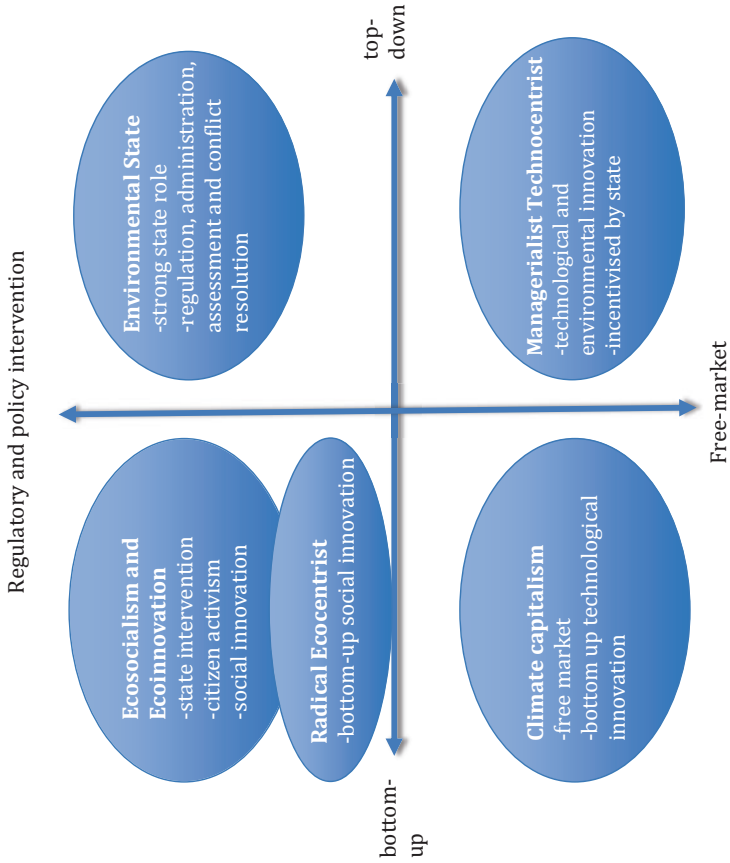 Regulatory and policy intervention
Ecosocialism and
Ecoinnovation
-state intervention
-citizen activism
-social innovation
Radical Ecocentrist
-bottom-up social innovation
Environmental State
-strong state role
-regulation, administration,
assessment and conflict
resolution
bottom-
up
top-
down
Climate capitalism
-free market
-bottom up technological
innovation
Managerialist Technocentrist
-technological and
environmental innovation
-incentivised by state
Free-market